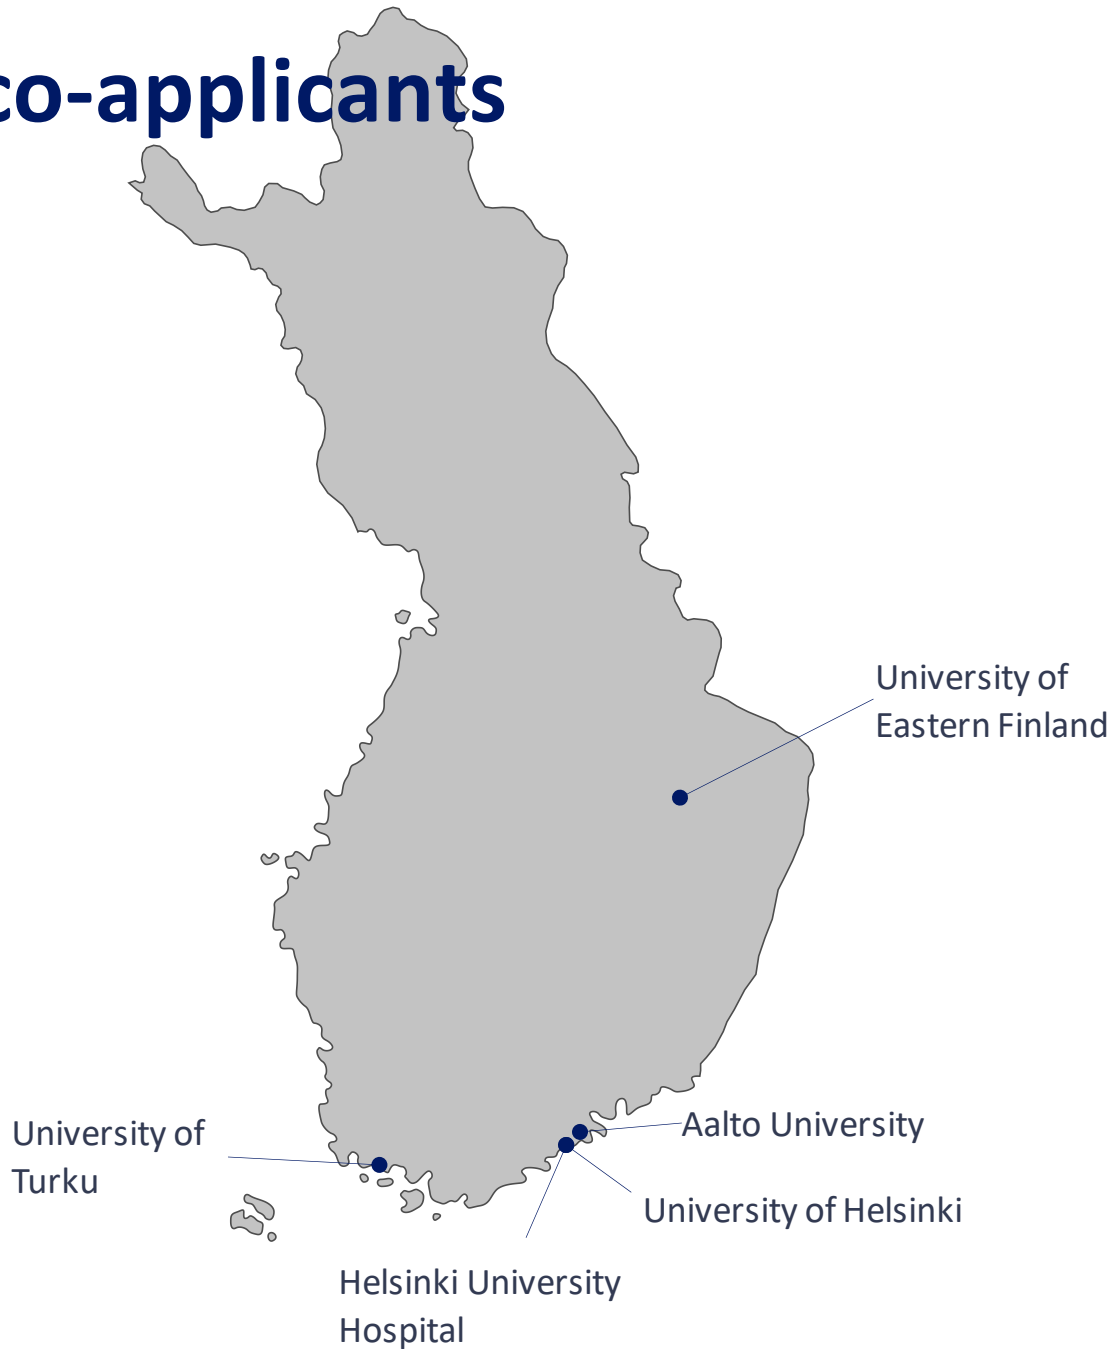 co-applicants
University of
Eastern Finland
Aalto University
University of
Turku
University of Helsinki
Helsinki University
Hospital